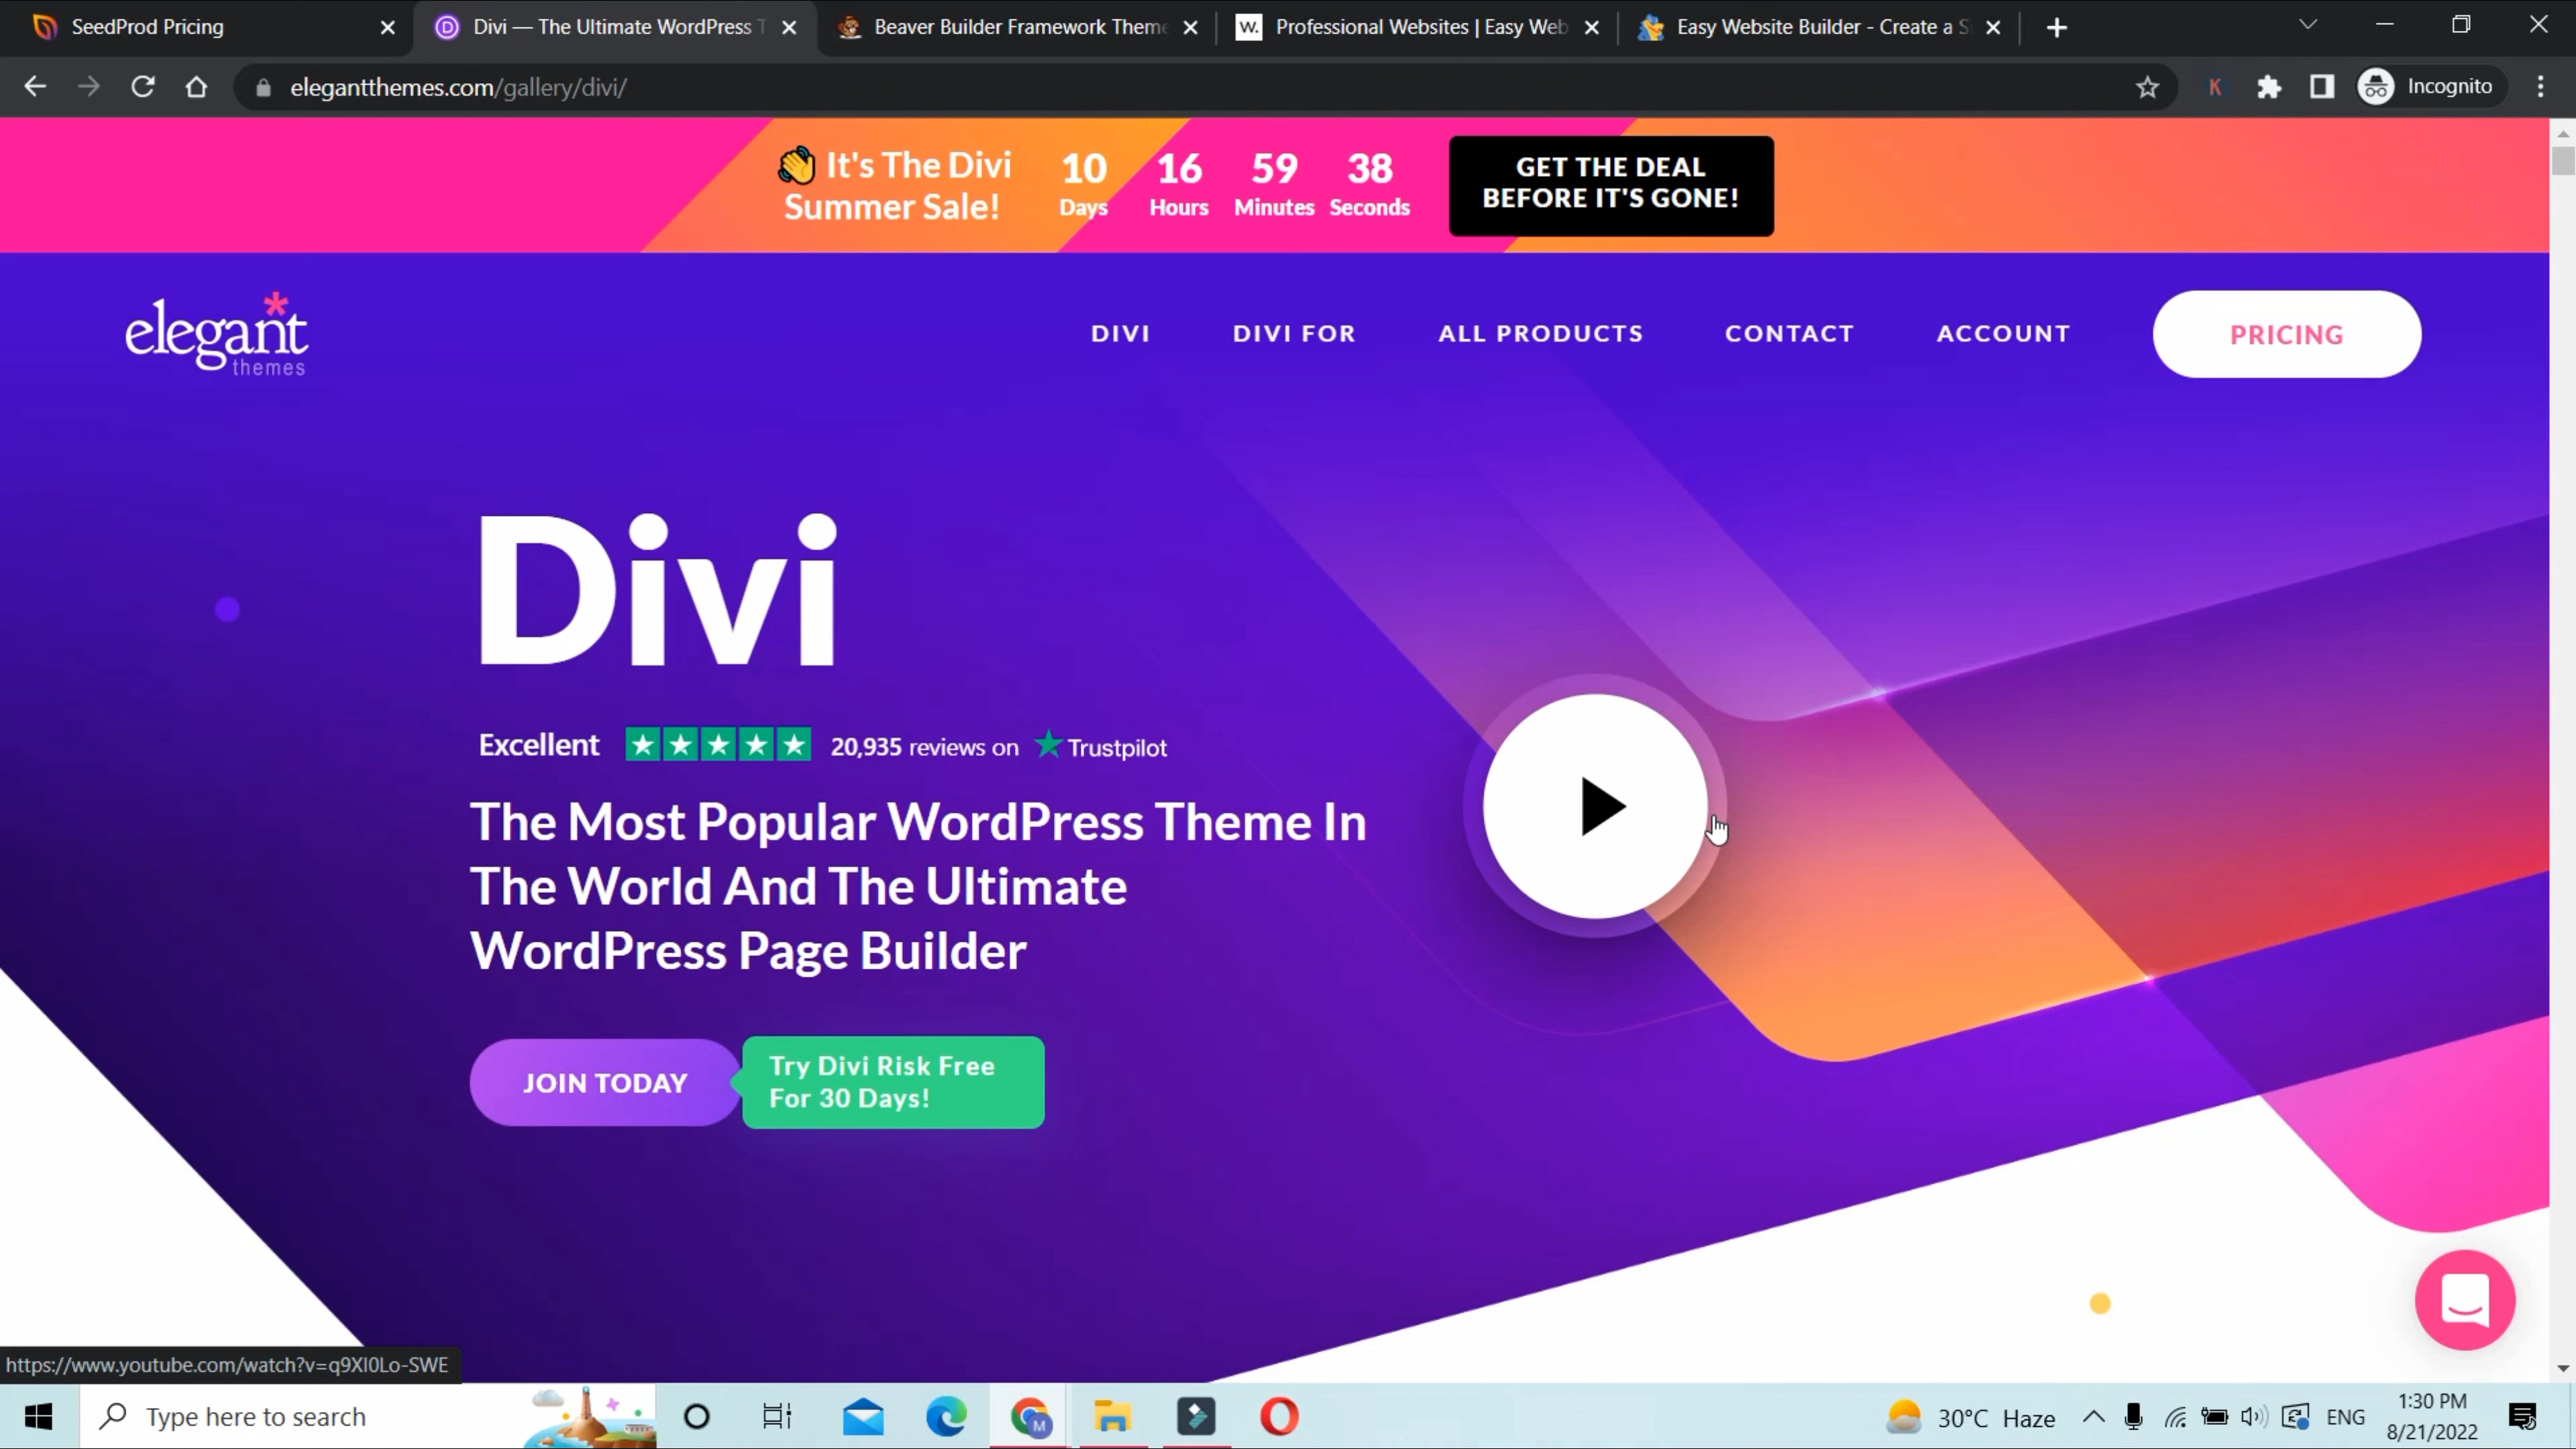 SeedProd Pricing
Divi — The Ultimate WordPress T
Beaver Builder Framework Theme
W. Professional Websites | Easy Web
Easy Website Builder - Create a S
elegantthemes.com/gallery/divi/
K
Incognito
It's The Divi
Summer Sale!
10 16 59 38
Days Hours Minutes Seconds
GET THE DEAL
BEFORE IT'S GONE!
elegant
themes
DIVI DIVI FOR ALL PRODUCTS CONTACT ACCOUNT PRICING
Divi
Excellent 20,935 reviews on Trustpilot
The Most Popular WordPress Theme In
The World And The Ultimate
WordPress Page Builder
JOIN TODAY
Try Divi Risk Free
For 30 Days!
https://www.youtube.com/watch?v=q9XI0Lo-SWE
Type here to search
M
30°C Haze
ENG
1:30 PM
8/21/2022